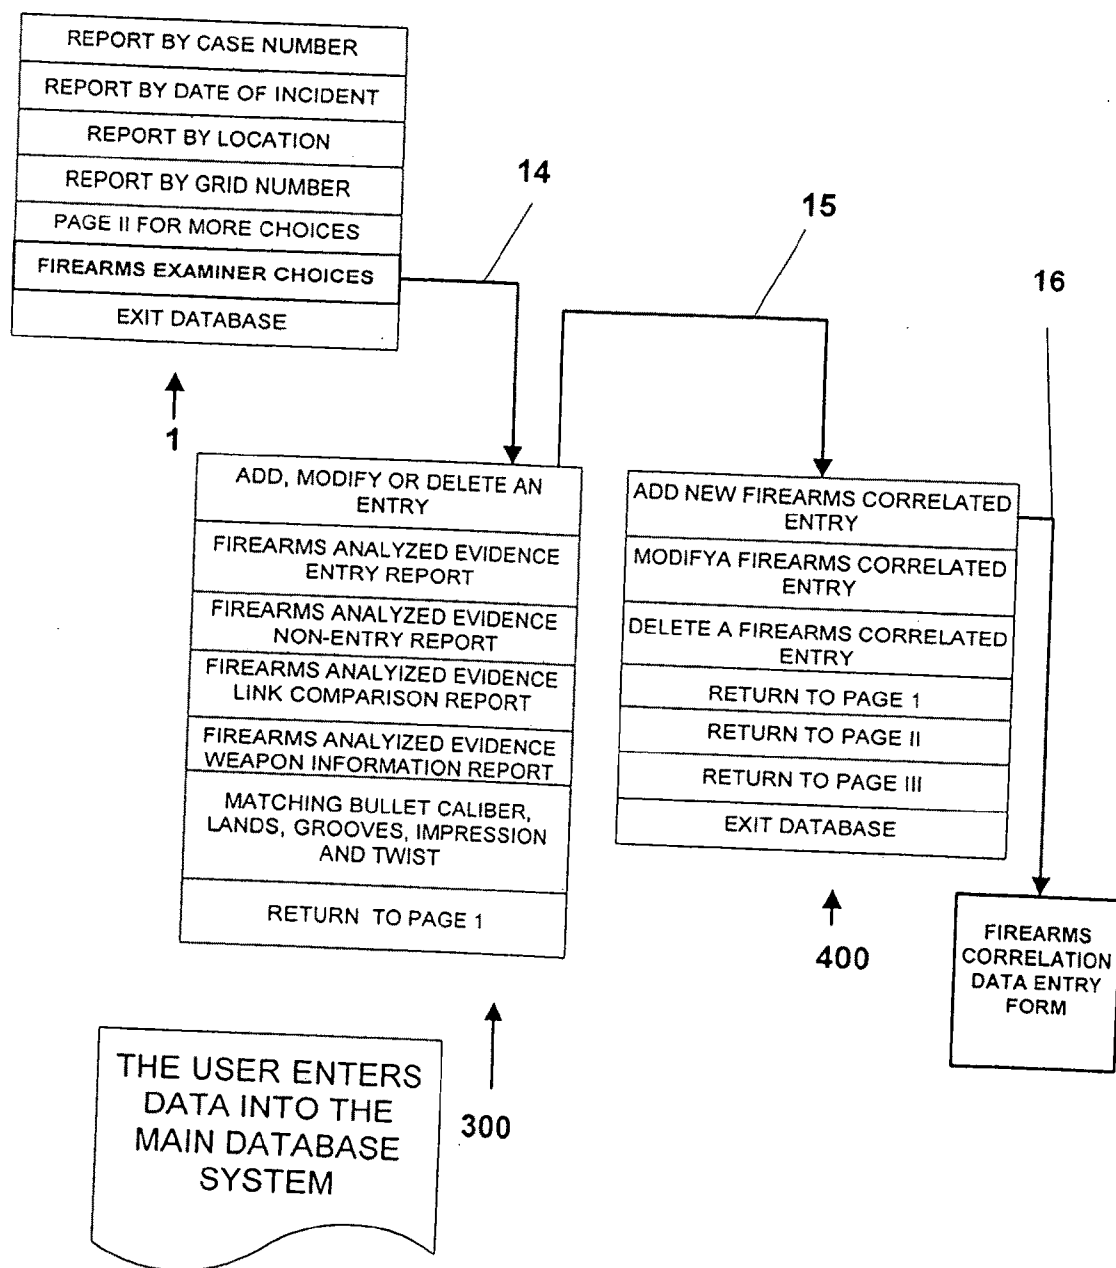 REPORT BY CASE NUMBER
REPORT BY DATE OF INCIDENT
REPORT BY LOCATION
REPORT BY GRID NUMBER
PAGE II FOR MORE CHOICES
FIREARMS EXAMINER CHOICES
EXIT DATABASE
14
15
16
1
ADD, MODIFY OR DELETE AN
ENTRY
FIREARMS ANALYZED EVIDENCE
ENTRY REPORT
FIREARMS ANALYZED EVIDENCE
NON-ENTRY REPORT
FIREARMS ANALYIZED EVIDENCE
LINK COMPARISON REPORT
FIREARMS ANALYIZED EVIDENCE
WEAPON INFORMATION REPORT
MATCHING BULLET CALIBER,
LANDS, GROOVES, IMPRESSION
AND TWIST
RETURN TO PAGE 1
300
ADD NEW FIREARMS CORRELATED
ENTRY
MODIFYA FIREARMS CORRELATED
ENTRY
DELETE A FIREARMS CORRELATED
ENTRY
RETURN TO PAGE 1
RETURN TO PAGE II
RETURN TO PAGE III
EXIT DATABASE
400
FIREARMS
CORRELATION
DATA ENTRY
FORM
THE USER ENTERS
DATA INTO THE
MAIN DATABASE
SYSTEM